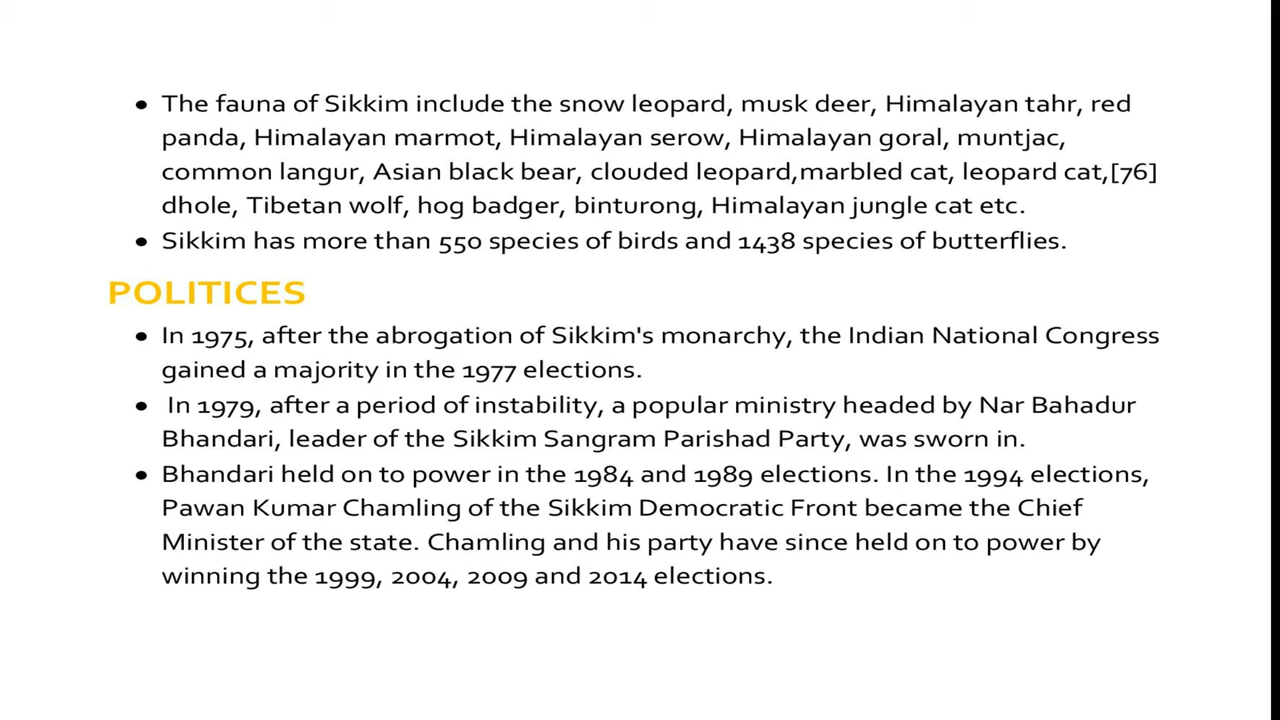 • The fauna of Sikkim include the snow leopard, musk deer, Himalayan tahr, red
panda, Himalayan marmot, Himalayan serow, Himalayan goral, muntjac,
common langur, Asian black bear, clouded leopard,marbled cat, leopard cat,[76]
dhole, Tibetan wolf, hog badger, binturong, Himalayan jungle cat etc.
• Sikkim has more than 550 species of birds and 1438 species of butterflies.
POLITICES
• In 1975, after the abrogation of Sikkim's monarchy, the Indian National Congress
gained a majority in the 1977 elections.
• In 1979, after a period of instability, a popular ministry headed by Nar Bahadur
Bhandari, leader of the Sikkim Sangram Parishad Party, was sworn in.
• Bhandari held on to power in the 1984 and 1989 elections. In the 1994 elections,
Pawan Kumar Chamling of the Sikkim Democratic Front became the Chief
Minister of the state. Chamling and his party have since held on to power by
winning the 1999, 2004, 2009 and 2014 elections.